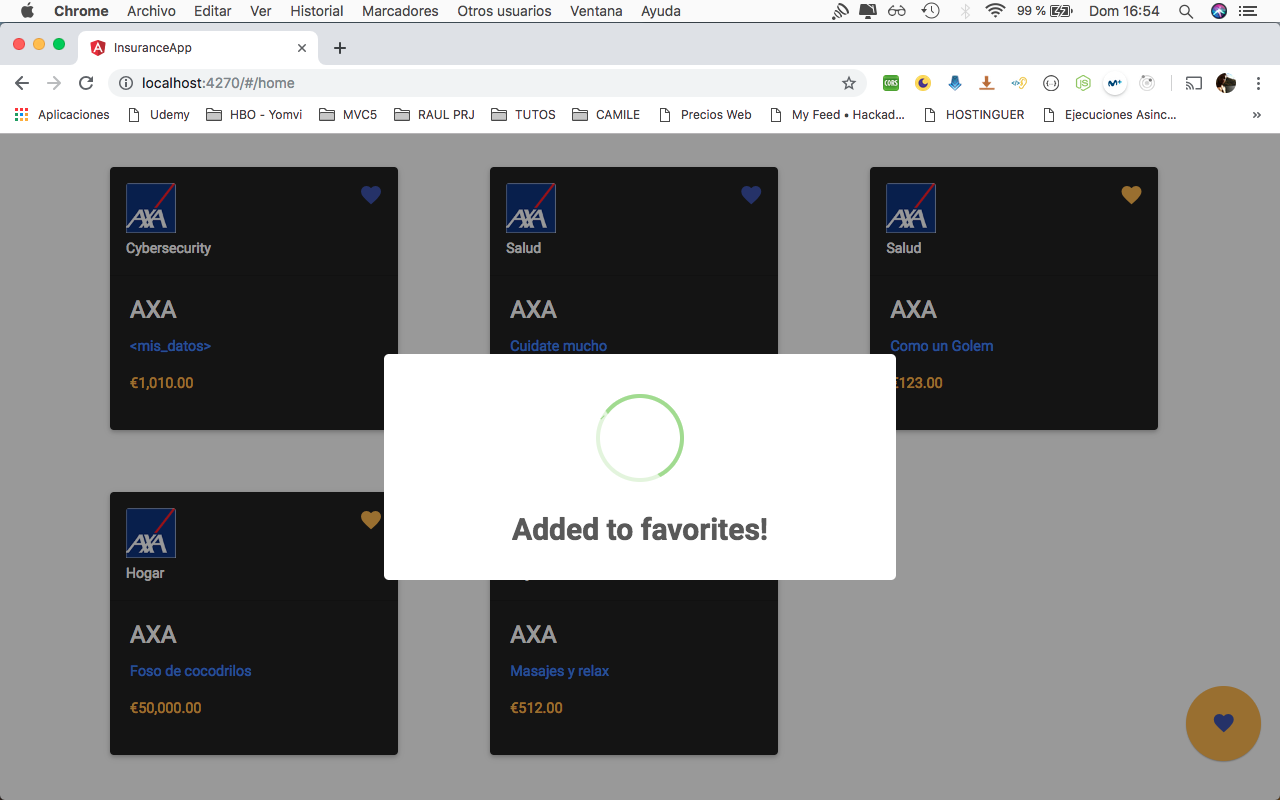 Chrome Archivo Editar Ver Historial Marcadores Otros usuarios Ventana Ayuda 99 % Dom 16:54
InsuranceApp
localhost:4270/#/home
CORS
Aplicaciones Udemy HBO - Yomvi MVC5 RAUL PRJ TUTOS CAMILE Precios Web My Feed • Hackad... HOSTINGUER Ejecuciones Asinc... »
AXA AXA AXA
Cybersecurity Salud Salud
AXA AXA AXA
<mis_datos> Cuidate mucho Como un Golem
€1,010.00 €123.00
Added to favorites!
AXA
Hogar
AXA AXA
Foso de cocodrilos Masajes y relax
€50,000.00 €512.00